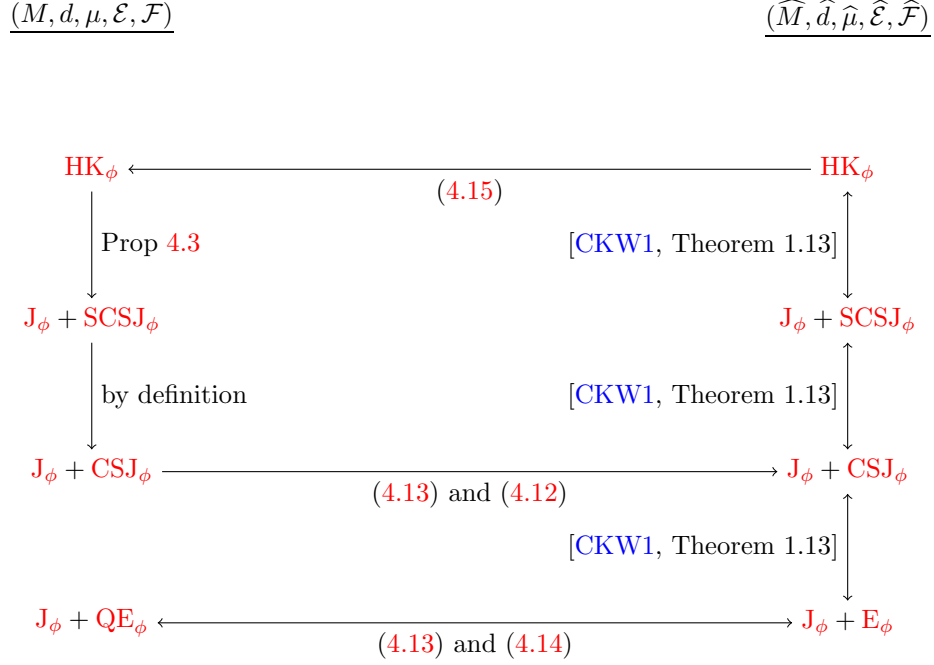 (M, d, μ, ℰ, ℱ) (M̂, d̂, μ̂, ℰ̂, ℱ̂)
HK_ϕ HK_ϕ
(4.15)
Prop 4.3 [CKW1, Theorem 1.13]
J_ϕ + SCSJ_ϕ J_ϕ + SCSJ_ϕ
by definition [CKW1, Theorem 1.13]
J_ϕ + CSJ_ϕ J_ϕ + CSJ_ϕ
(4.13) and (4.12)
[CKW1, Theorem 1.13]
J_ϕ + QE_ϕ J_ϕ + E_ϕ
(4.13) and (4.14)